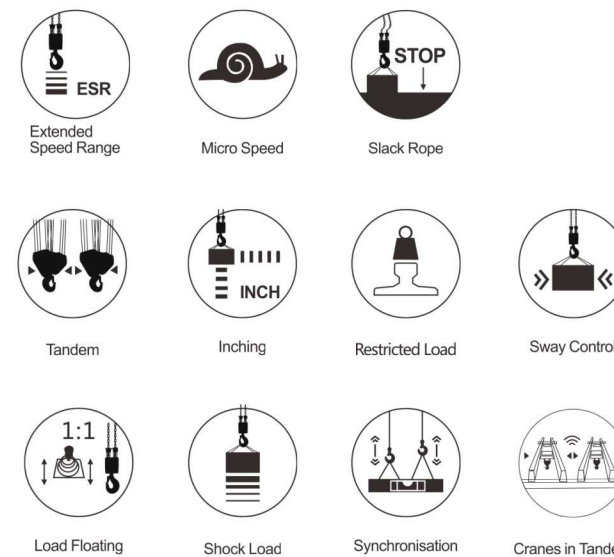 ESR
Extended
Speed Range
Micro Speed
STOP
Slack Rope
Tandem
INCH
Inching
Restricted Load
Sway Control
1:1
Load Floating
Shock Load
Synchronisation
Cranes in